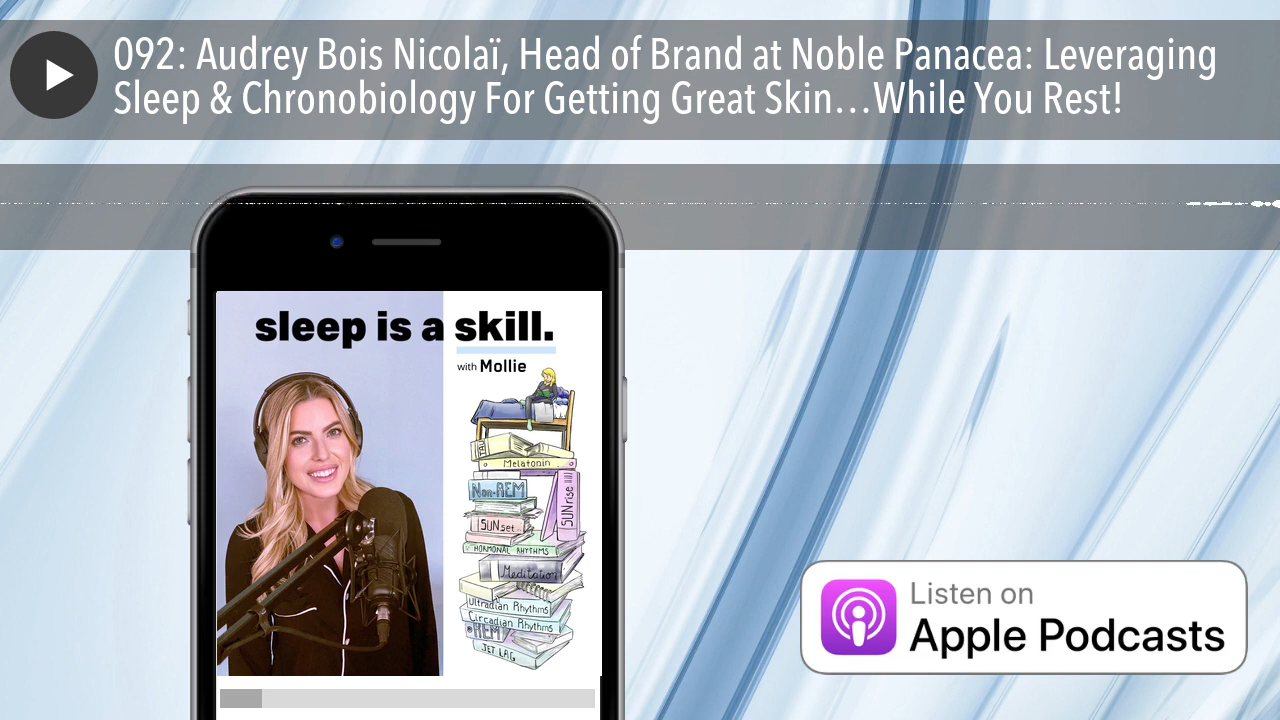 092: Audrey Bois Nicolaï, Head of Brand at Noble Panacea: Leveraging
Sleep & Chronobiology For Getting Great Skin…While You Rest!
sleep is a skill.
with Mollie
Melatonin
Non-REM
SUNrise
SUNset
HORMONAL RHYTHMS
Meditation
Ultradian Rhythms
Circadian Rhythms
REM
JET LAG
Listen on
Apple Podcasts